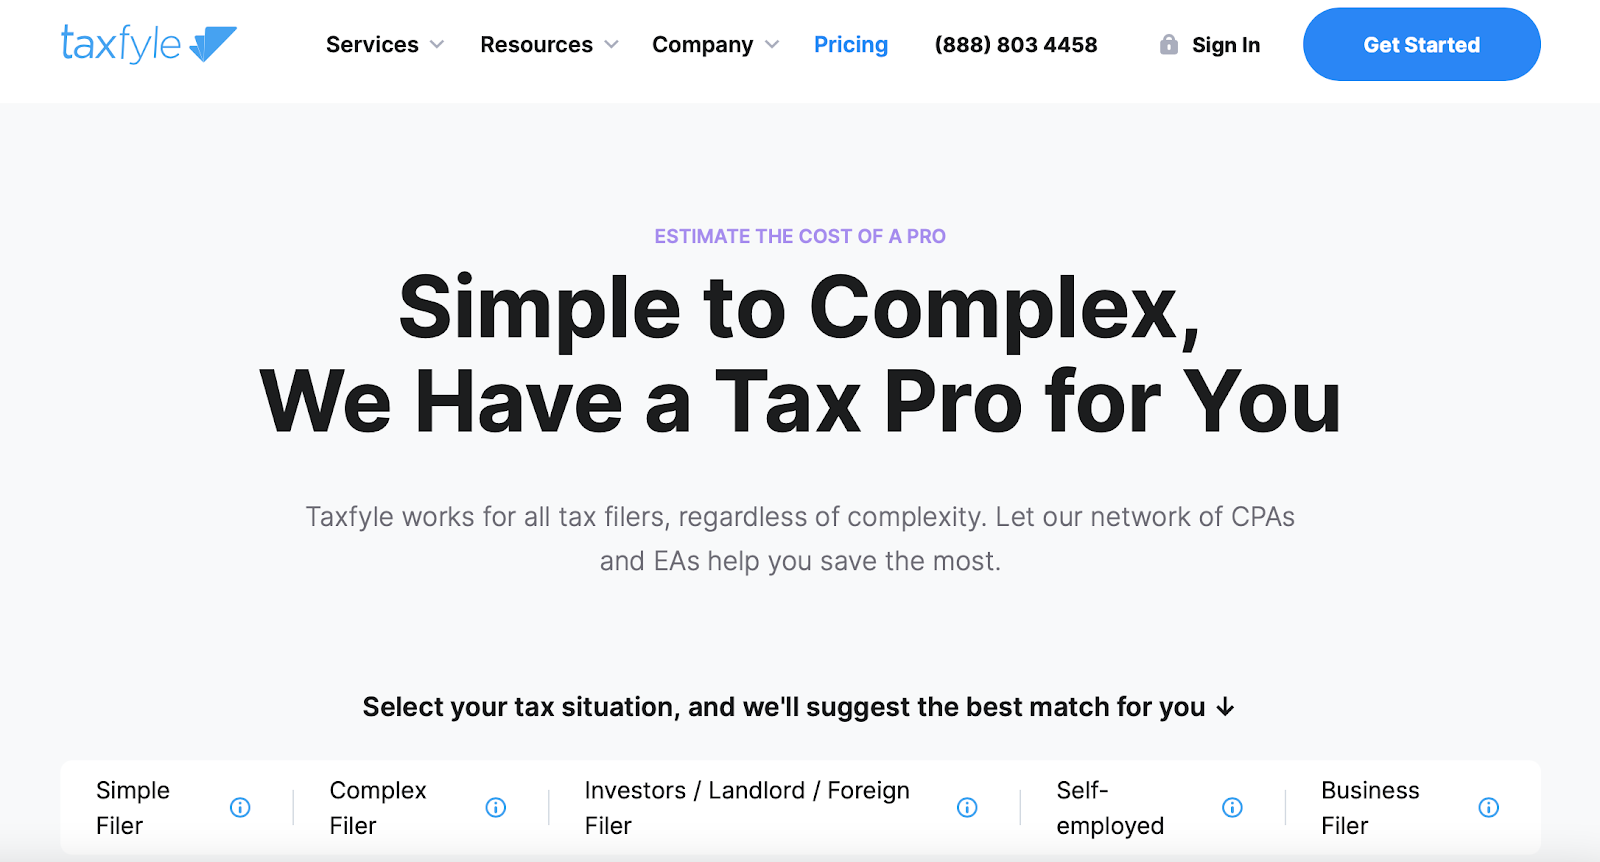 taxfyle
Services
Resources
Company
Pricing
(888) 803 4458
Sign In
Get Started
ESTIMATE THE COST OF A PRO
Simple to Complex,
We Have a Tax Pro for You
Taxfyle works for all tax filers, regardless of complexity. Let our network of CPAs
and EAs help you save the most.
Select your tax situation, and we'll suggest the best match for you ↓
Simple
Filer
Complex
Filer
Investors / Landlord / Foreign
Filer
Self-
employed
Business
Filer